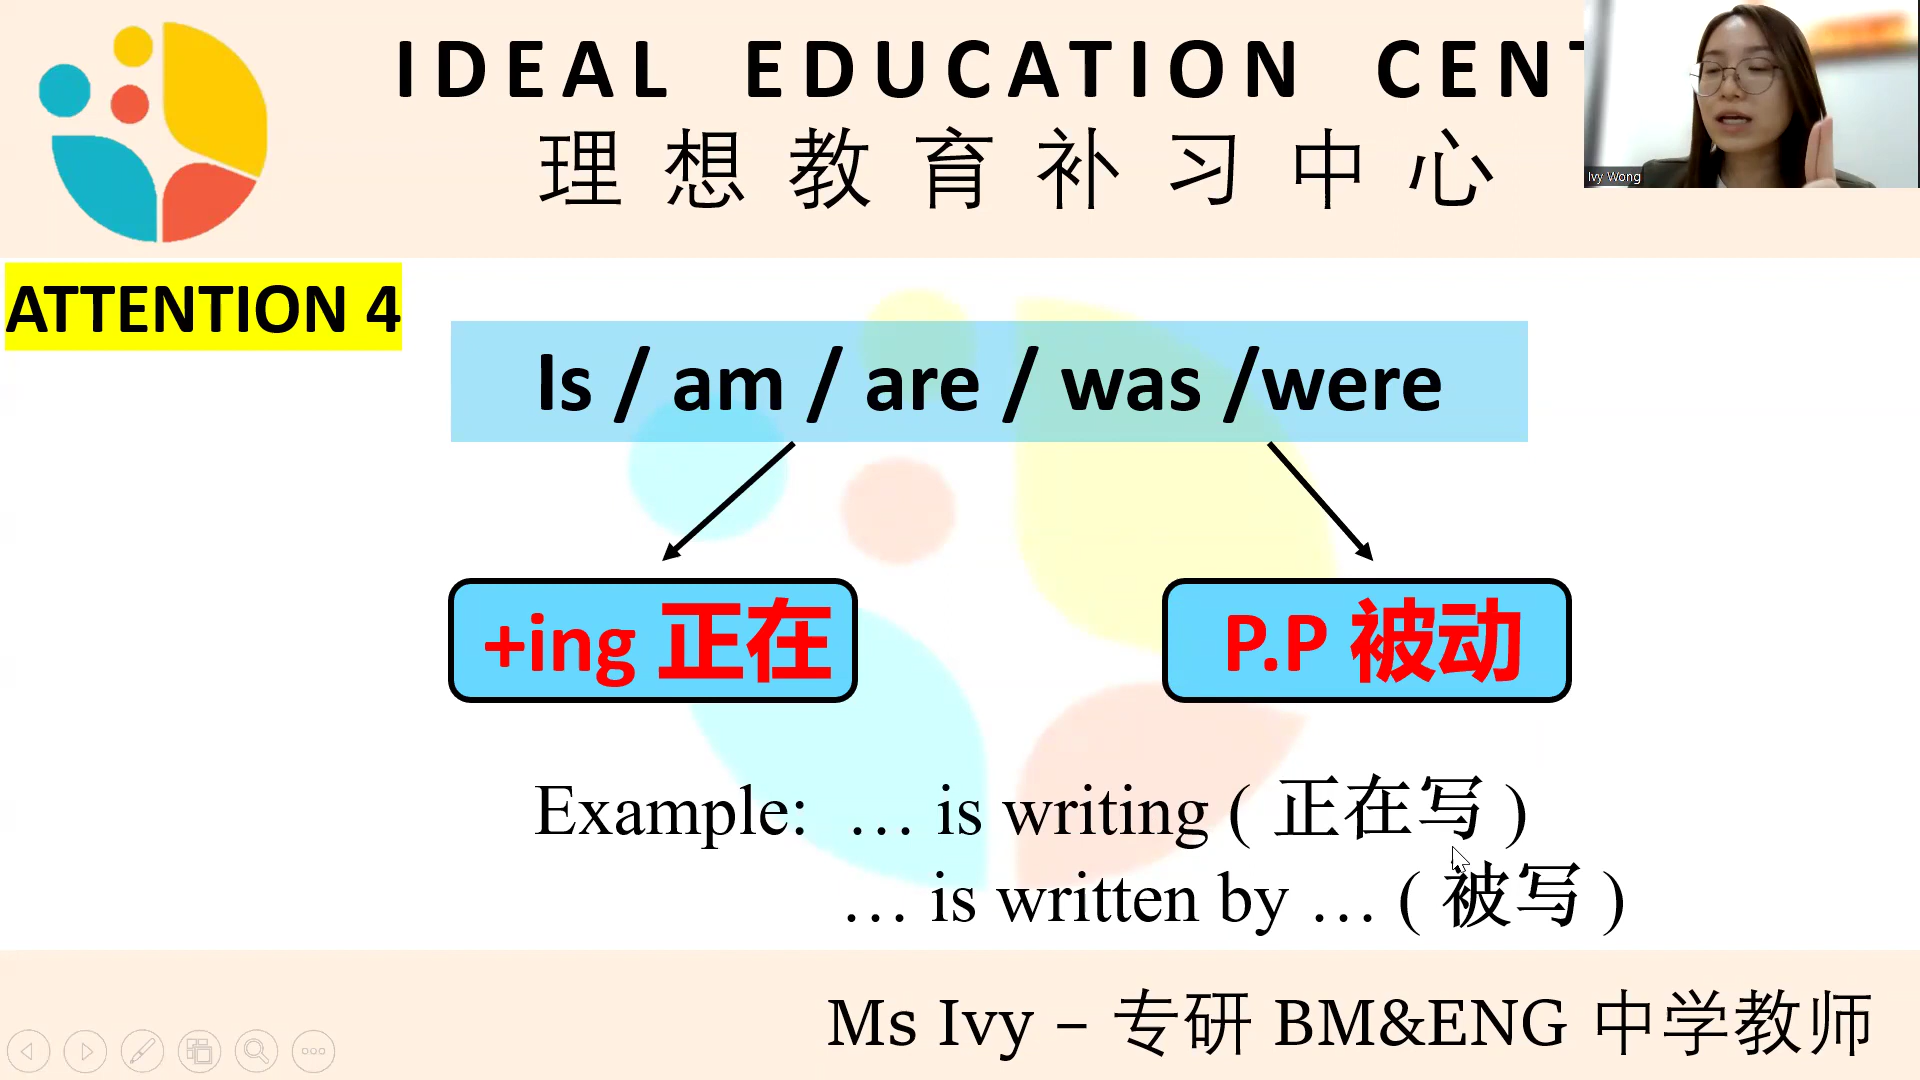 IDEAL EDUCATION CENT
理想教育补习中心
Ivy Wong
ATTENTION 4
Is / am / are / was /were
+ing 正在
P.P 被动
Example: … is writing ( 正在写 )
… is written by … ( 被写 )
Ms Ivy – 专研 BM&ENG 中学教师